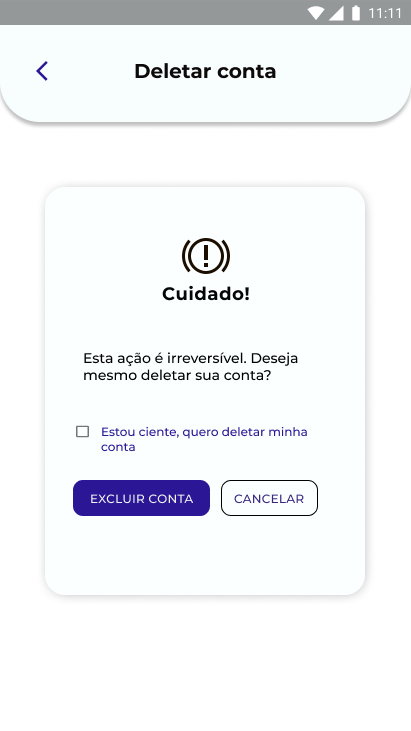 11:11
Deletar conta
Cuidado!
Esta ação é irreversível. Deseja
mesmo deletar sua conta?
Estou ciente, quero deletar minha
conta
EXCLUIR CONTA
CANCELAR